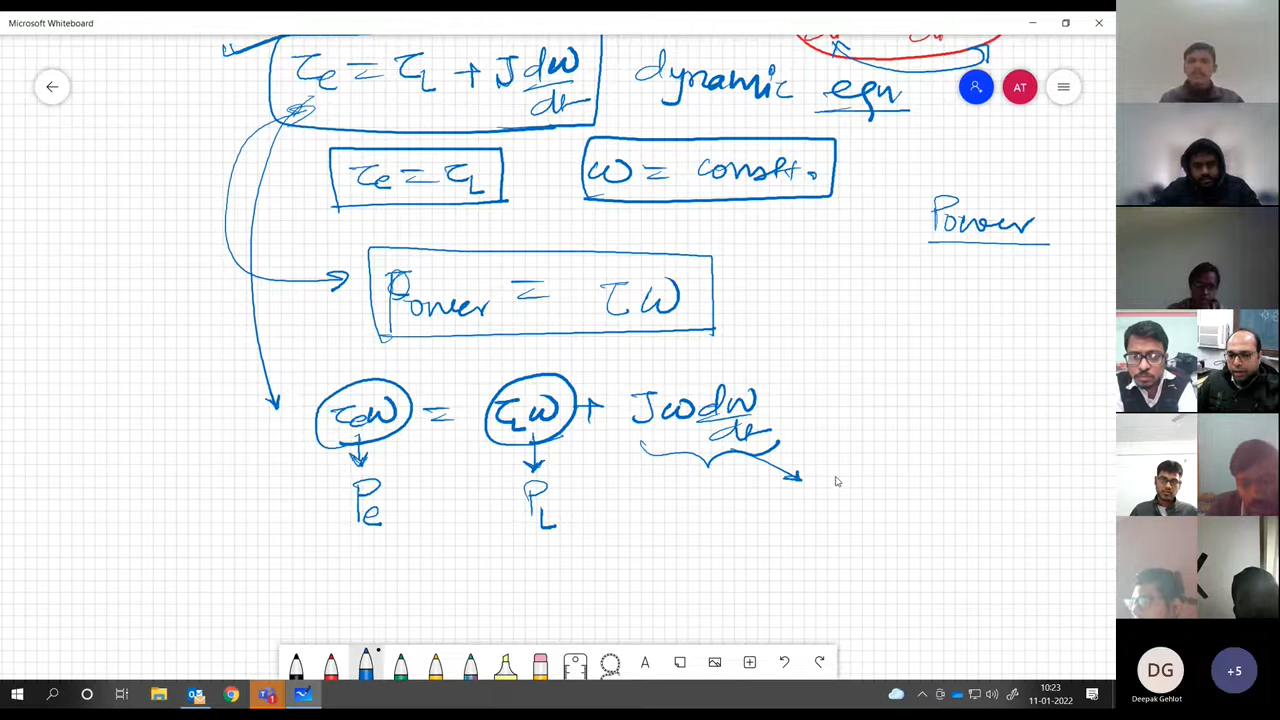 Microsoft Whiteboard
τe = τL + J dω/dt dynamic eqn
AT
τe = τL ω = constt.
Power
Power = τω
τeω = τLω + Jω dω/dt
Pe PL
A
DG
Deepak Gehlot
+5
10:23
11-01-2022